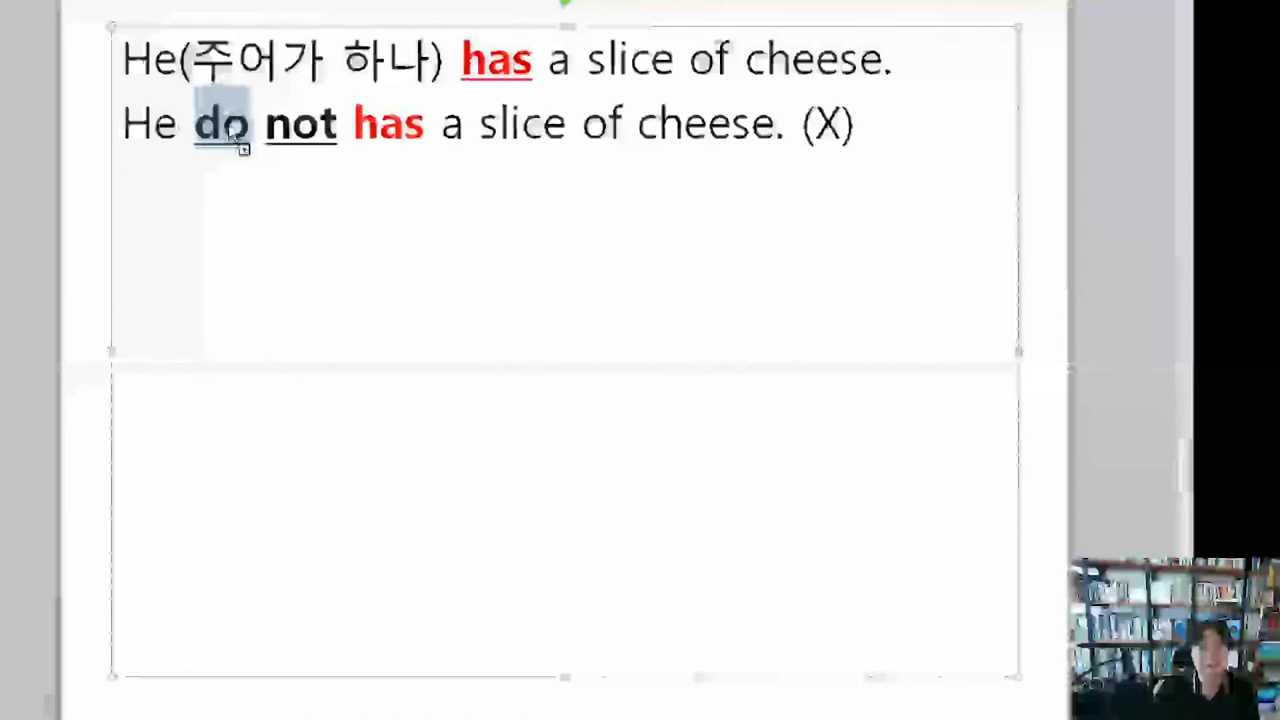 He(주어가 하나) has a slice of cheese.
He do not has a slice of cheese. (X)